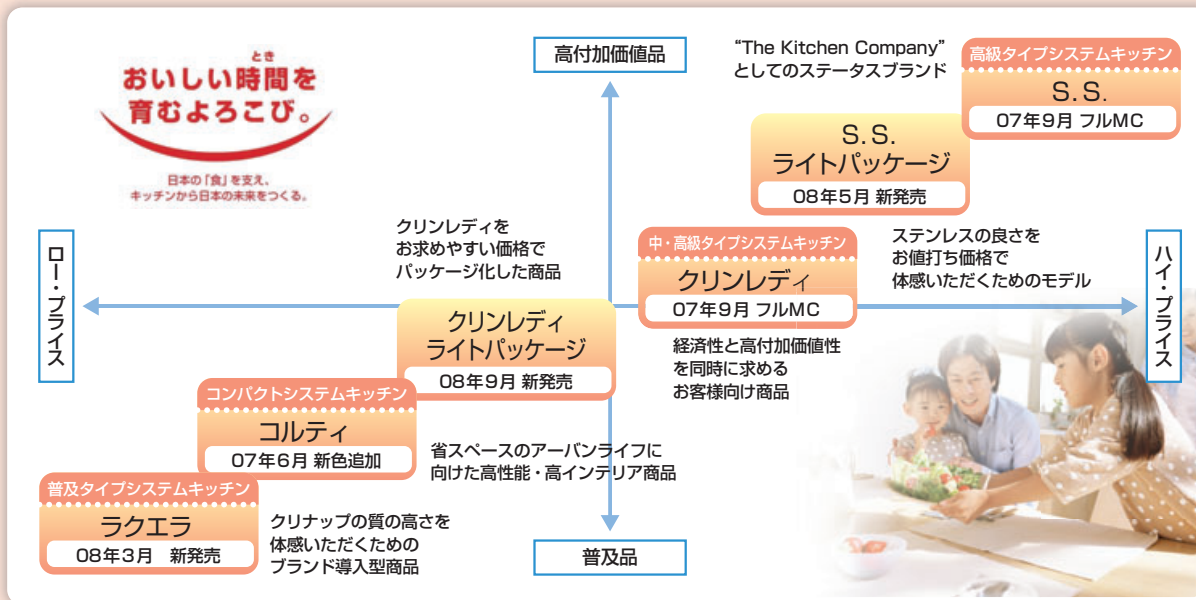 とき
おいしい時間を
育むよろこび。
日本の「食」を支え、
キッチンから日本の未来をつくる。
高付加価値品
“The Kitchen Company”
としてのステータスブランド
高級タイプシステムキッチン
S.S.
07年9月 フルMC
S.S.
ライトパッケージ
08年5月 新発売
ロー・プライス
クリンレディを
お求めやすい価格で
パッケージ化した商品
中・高級タイプシステムキッチン
クリンレディ
07年9月 フルMC
ステンレスの良さを
お値打ち価格で
体感いただくためのモデル
ハイ・プライス
クリンレディ
ライトパッケージ
08年9月 新発売
経済性と高付加価値性
を同時に求める
お客様向け商品
コンパクトシステムキッチン
コルティ
07年6月 新色追加
省スペースのアーバンライフに
向けた高性能・高インテリア商品
普及タイプシステムキッチン
ラクエラ
08年3月　新発売
クリナップの質の高さを
体感いただくための
ブランド導入型商品
普及品